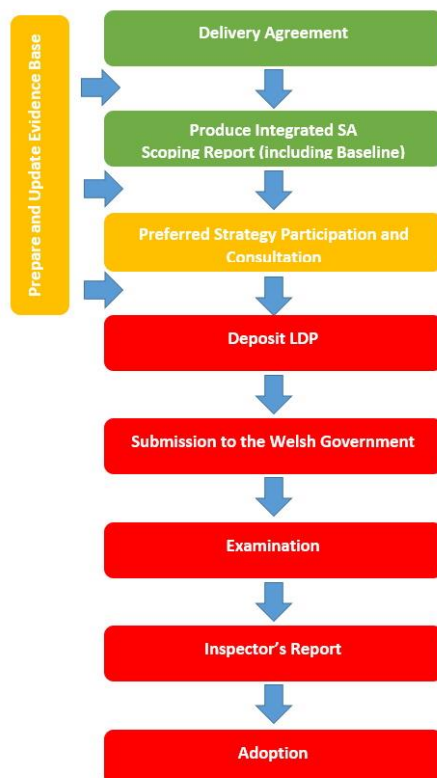 Prepare and Update Evidence Base
Delivery Agreement
Produce Integrated SA
Scoping Report (including Baseline)
Preferred Strategy Participation and
Consultation
Deposit LDP
Submission to the Welsh Government
Examination
Inspector’s Report
Adoption